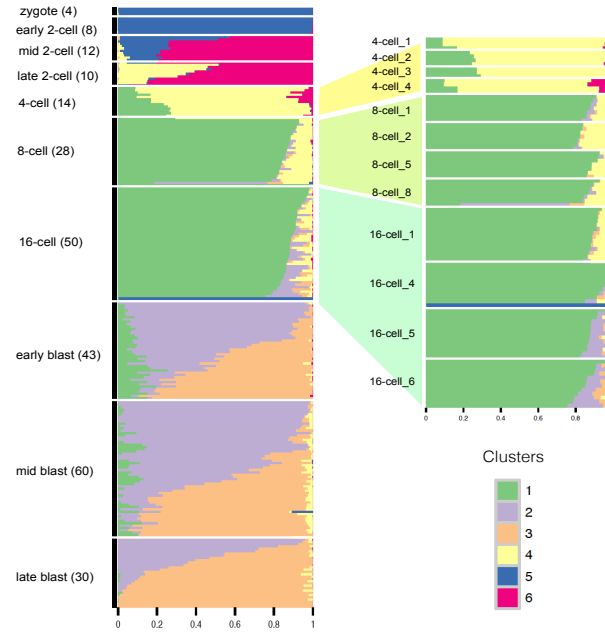 zygote (4)
early 2-cell (8)
mid 2-cell (12)
late 2-cell (10)
4-cell (14)
8-cell (28)
16-cell (50)
early blast (43)
mid blast (60)
late blast (30)
0 0.2 0.4 0.6 0.8 1
4-cell_1
4-cell_2
4-cell_3
4-cell_4
8-cell_1
8-cell_2
8-cell_5
8-cell_8
16-cell_1
16-cell_4
16-cell_5
16-cell_6
0 0.2 0.4 0.6 0.8
Clusters
1
2
3
4
5
6